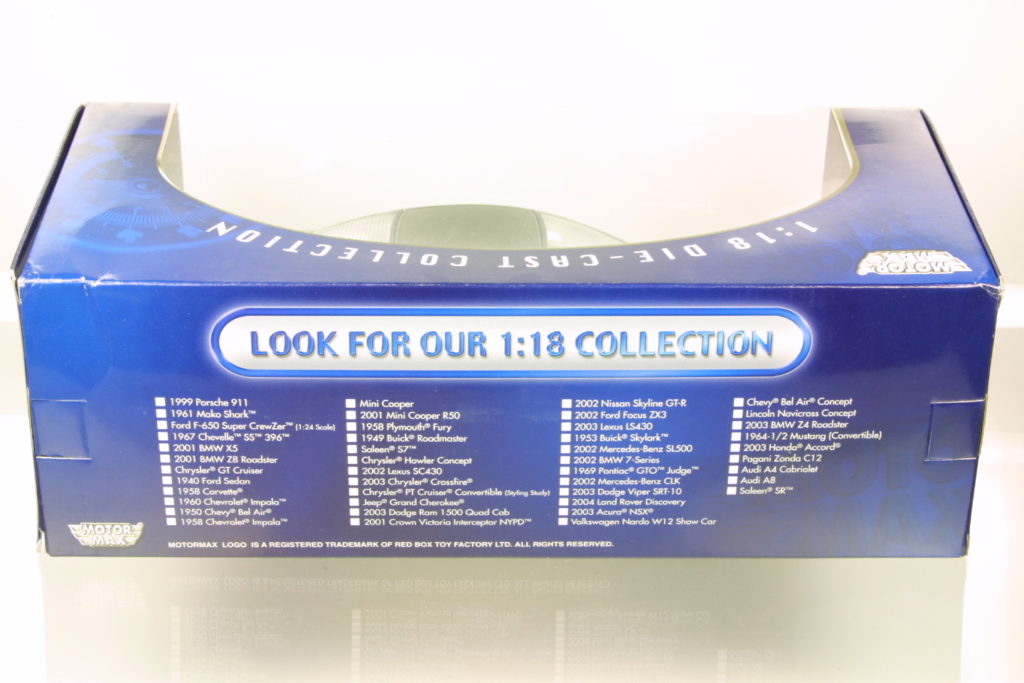 1:18 DIE-CAST COLLECTION
MOTOR
MAX
LOOK FOR OUR 1:18 COLLECTION
1999 Porsche 911
1961 Mako Shark™
Ford F-650 Super CrewZer™ (1:24 Scale)
1967 Chevelle™ SS™ 396™
2001 BMW X5
2001 BMW Z8 Roadster
Chrysler® GT Cruiser
1940 Ford Sedan
1958 Corvette®
1960 Chevrolet® Impala™
1950 Chevy® Bel Air®
1958 Chevrolet® Impala™
Mini Cooper
2001 Mini Cooper R50
1958 Plymouth® Fury
1949 Buick® Roadmaster
Saleen® S7™
Chrysler® Howler Concept
2002 Lexus SC430
2003 Chrysler® Crossfire®
Chrysler® PT Cruiser® Convertible (Styling Study)
Jeep® Grand Cherokee®
2003 Dodge Ram 1500 Quad Cab
2001 Crown Victoria Interceptor NYPD™
2002 Nissan Skyline GT-R
2002 Ford Focus ZX3
2003 Lexus LS430
1953 Buick® Skylark™
2002 Mercedes-Benz SL500
2002 BMW 7-Series
1969 Pontiac® GTO™ Judge™
2002 Mercedes-Benz CLK
2003 Dodge Viper SRT-10
2004 Land Rover Discovery
2003 Acura® NSX®
Volkswagen Nardo W12 Show Car
Chevy® Bel Air® Concept
Lincoln Navicross Concept
2003 BMW Z4 Roadster
1964-1/2 Mustang (Convertible)
2003 Honda® Accord®
Pagani Zonda C12
Audi A4 Cabriolet
Audi A8
Saleen® SR™
MOTOR
MAX
MOTORMAX LOGO IS A REGISTERED TRADEMARK OF RED BOX TOY FACTORY LTD. ALL RIGHTS RESERVED.